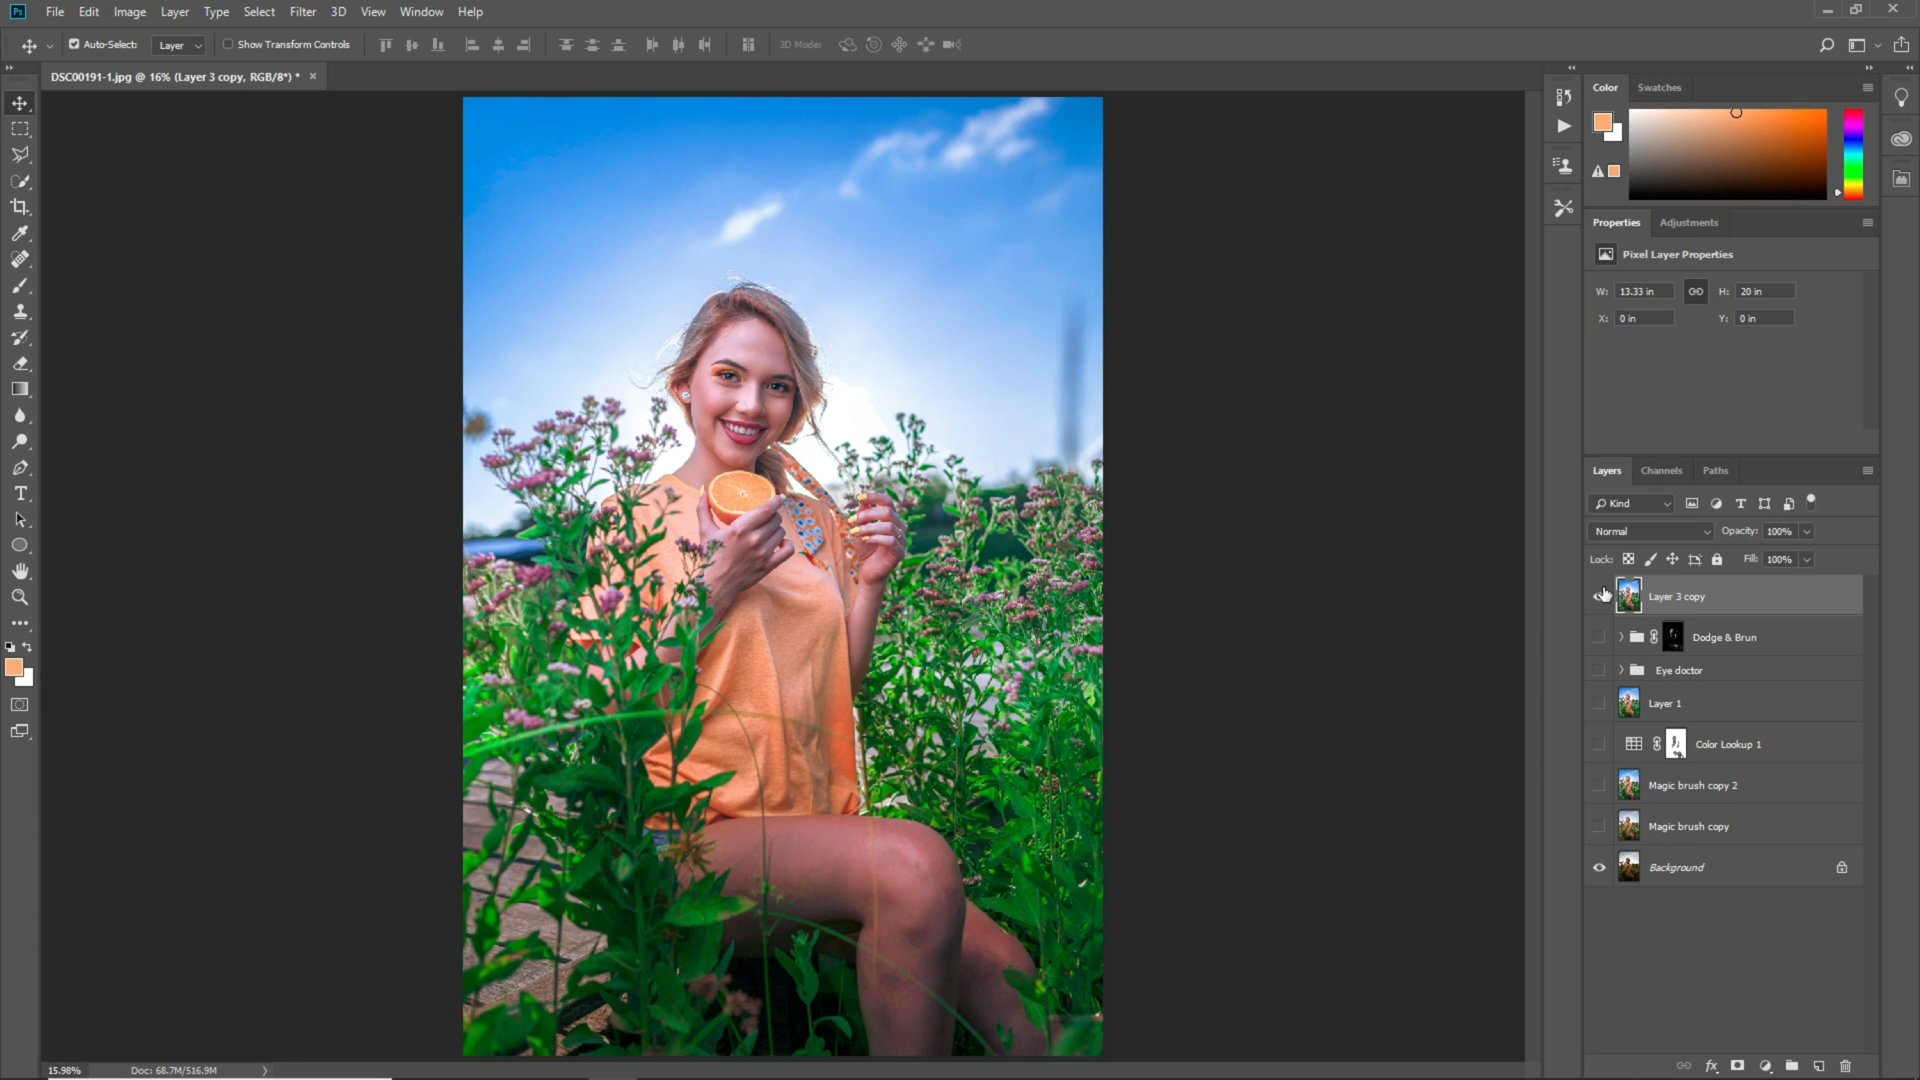 Ps File Edit Image Layer Type Select Filter 3D View Window Help
Auto-Select: Layer Show Transform Controls 3D Mode:
DSC00191-1.jpg @ 16% (Layer 3 copy, RGB/8*) *
Color Swatches
Properties Adjustments
Pixel Layer Properties
W: 13.33 in H: 20 in
X: 0 in Y: 0 in
Layers Channels Paths
Kind
Normal Opacity: 100%
Lock: Fill: 100%
Layer 3 copy
Dodge & Brun
Eye doctor
Layer 1
Color Lookup 1
Magic brush copy 2
Magic brush copy
Background
15.98% Doc: 68.7M/516.9M